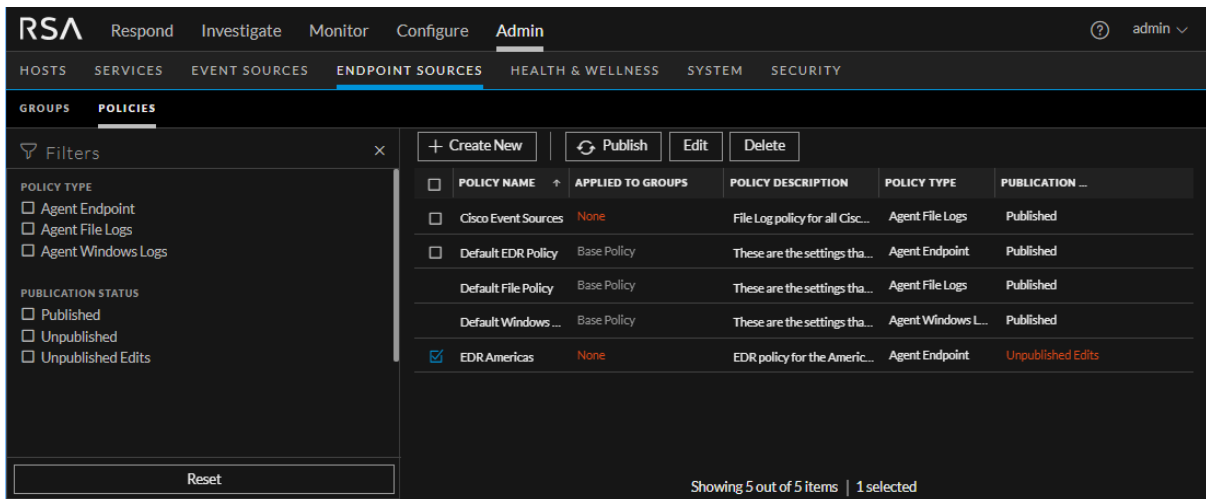 RSA Respond Investigate Monitor Configure Admin admin
HOSTS SERVICES EVENT SOURCES ENDPOINT SOURCES HEALTH & WELLNESS SYSTEM SECURITY
GROUPS POLICIES
Filters
POLICY TYPE
Agent Endpoint
Agent File Logs
Agent Windows Logs
PUBLICATION STATUS
Published
Unpublished
Unpublished Edits
Reset
+ Create New Publish Edit Delete
POLICY NAME ↑ APPLIED TO GROUPS POLICY DESCRIPTION POLICY TYPE PUBLICATION ...
Cisco Event Sources None File Log policy for all Cisc... Agent File Logs Published
Default EDR Policy Base Policy These are the settings tha... Agent Endpoint Published
Default File Policy Base Policy These are the settings tha... Agent File Logs Published
Default Windows ... Base Policy These are the settings tha... Agent Windows L... Published
EDR Americas None EDR policy for the Americ... Agent Endpoint Unpublished Edits
Showing 5 out of 5 items | 1 selected